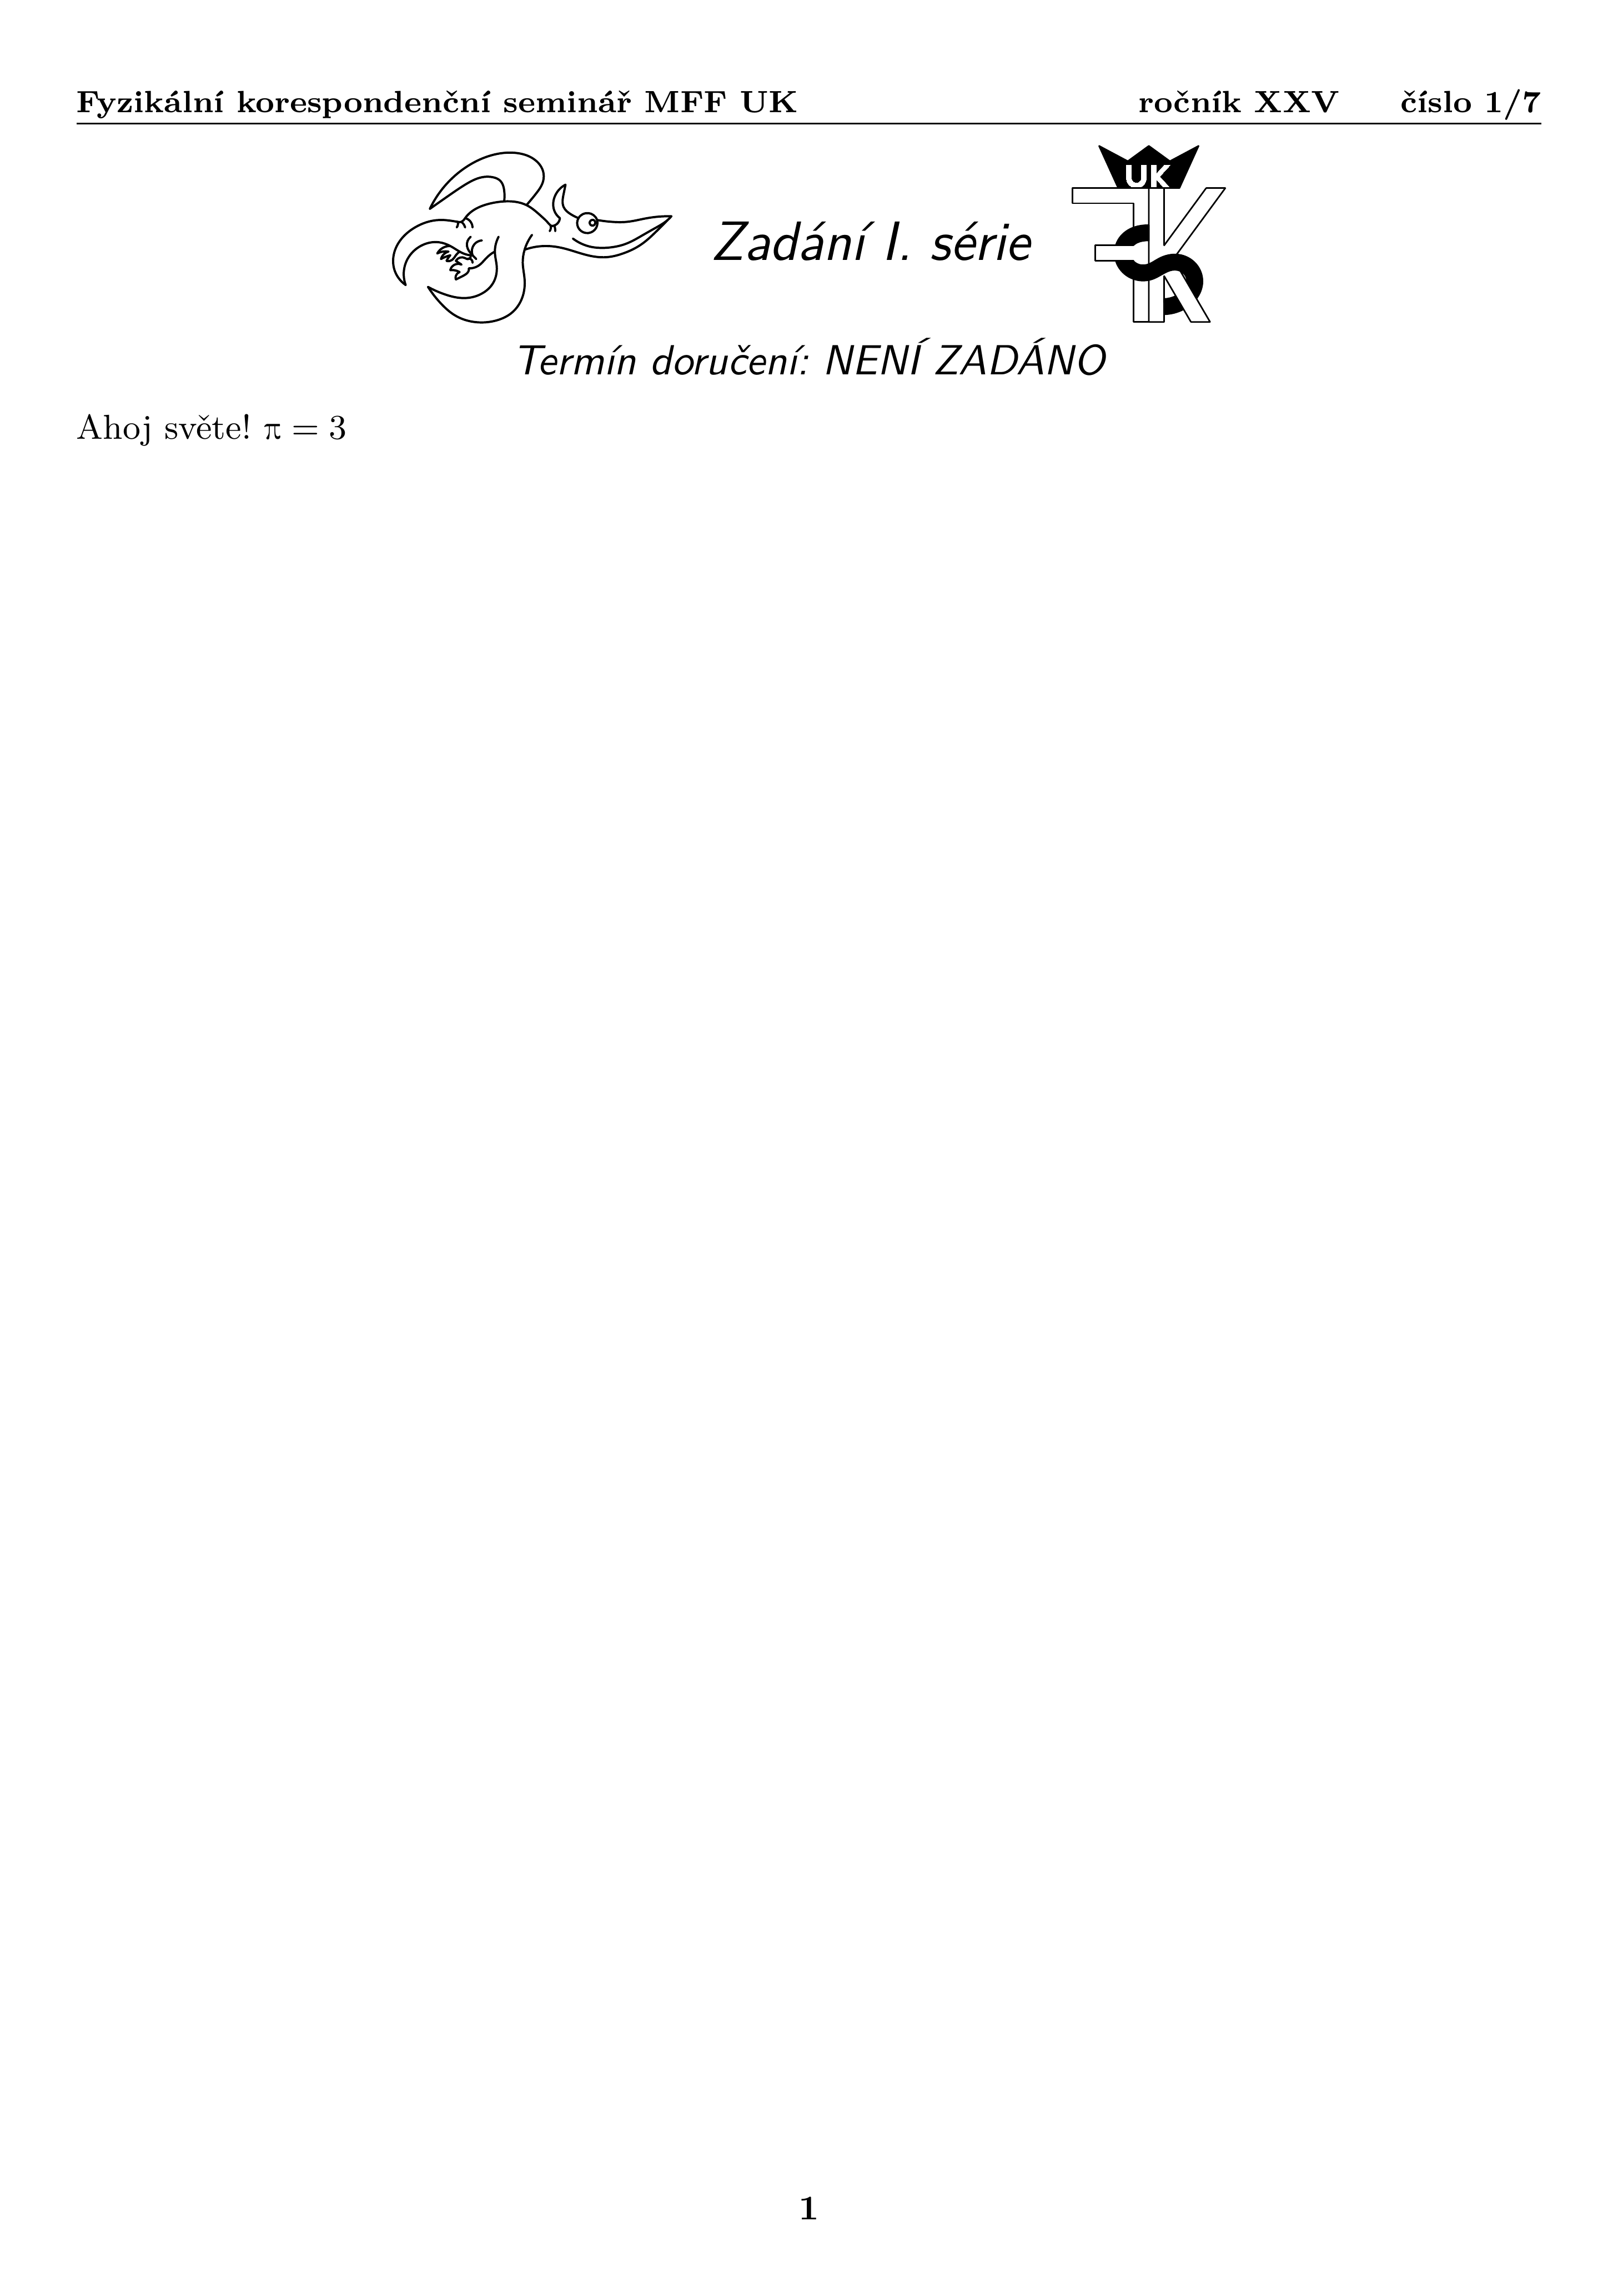 Fyzikální korespondenční seminář MFF UK ročník XXV číslo 1/7
UK
Zadání I. série
FKS
Termín doručení: NENÍ ZADÁNO
Ahoj světe! π = 3
1